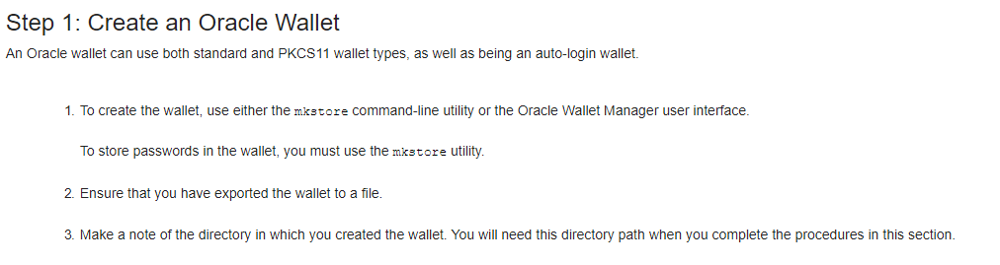 Step 1: Create an Oracle Wallet
An Oracle wallet can use both standard and PKCS11 wallet types, as well as being an auto-login wallet.
1. To create the wallet, use either the mkstore command-line utility or the Oracle Wallet Manager user interface.
To store passwords in the wallet, you must use the mkstore utility.
2. Ensure that you have exported the wallet to a file.
3. Make a note of the directory in which you created the wallet. You will need this directory path when you complete the procedures in this section.